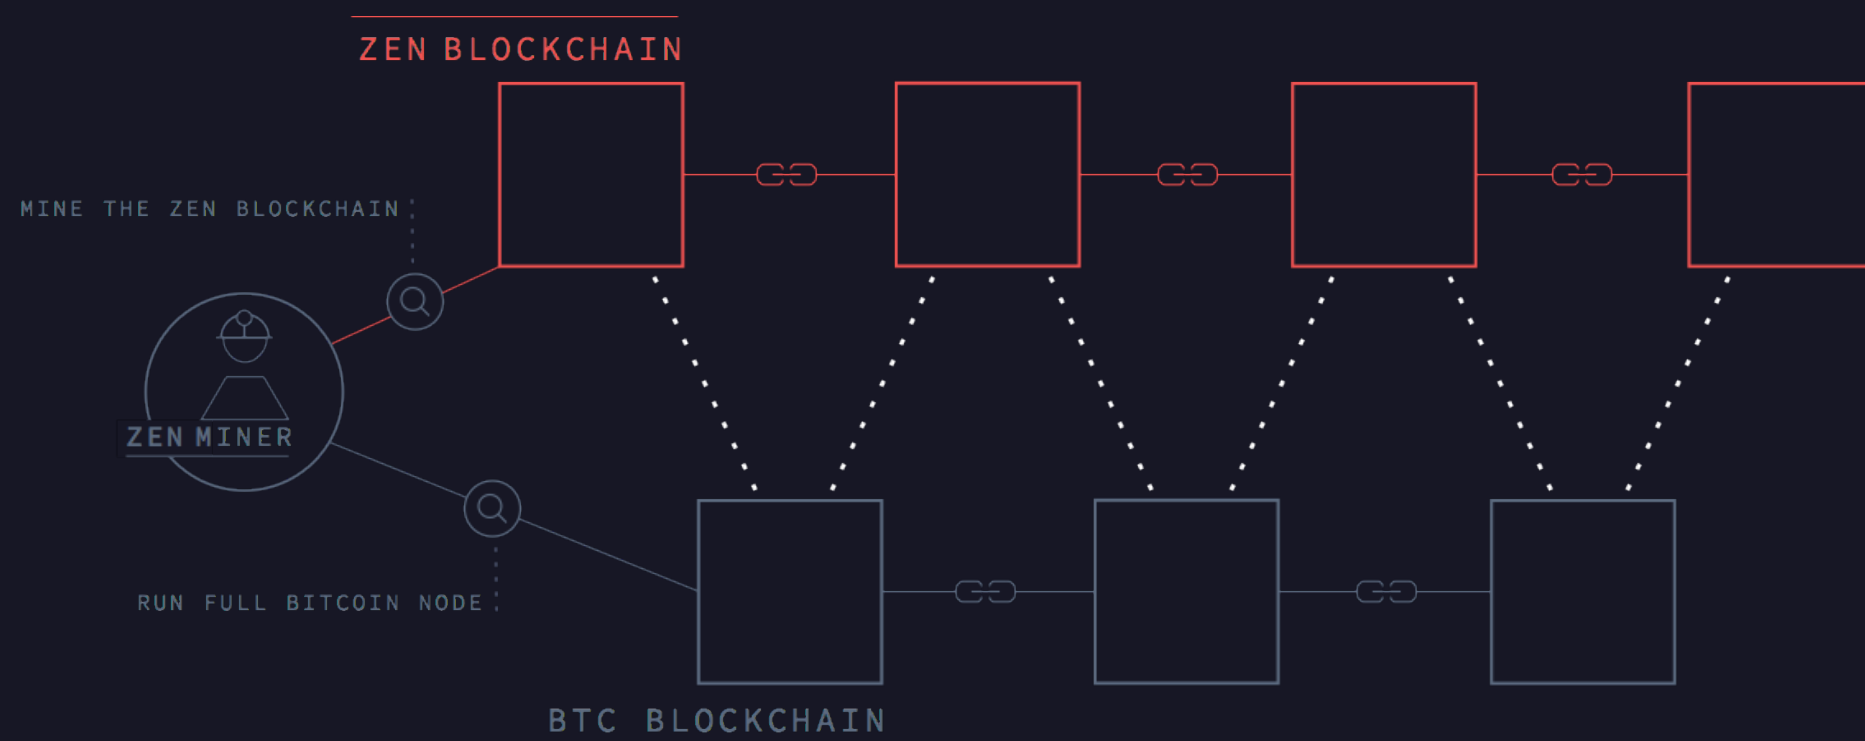 ZEN BLOCKCHAIN
MINE THE ZEN BLOCKCHAIN
ZEN MINER
RUN FULL BITCOIN NODE
BTC BLOCKCHAIN